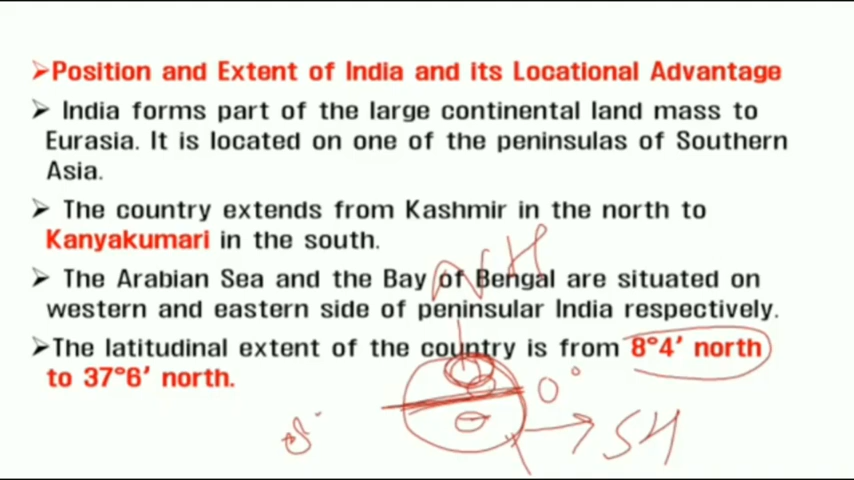 ➢Position and Extent of India and its Locational Advantage
➢ India forms part of the large continental land mass to
Eurasia. It is located on one of the peninsulas of Southern
Asia.
➢ The country extends from Kashmir in the north to
Kanyakumari in the south.
NH
➢ The Arabian Sea and the Bay of Bengal are situated on
western and eastern side of peninsular India respectively.
➢The latitudinal extent of the country is from 8°4’ north
to 37°6’ north.
0°
SH